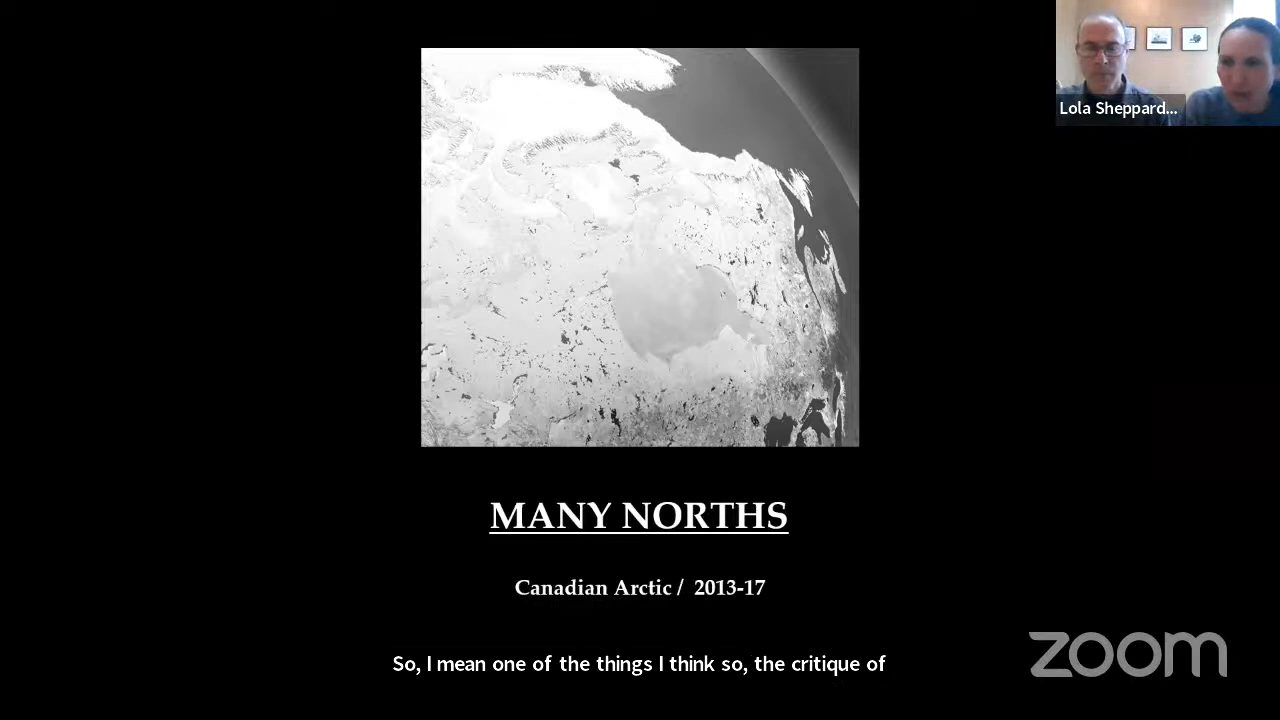 Lola Sheppard...
MANY NORTHS
Canadian Arctic / 2013-17
So, I mean one of the things I think so, the critique of
zoom